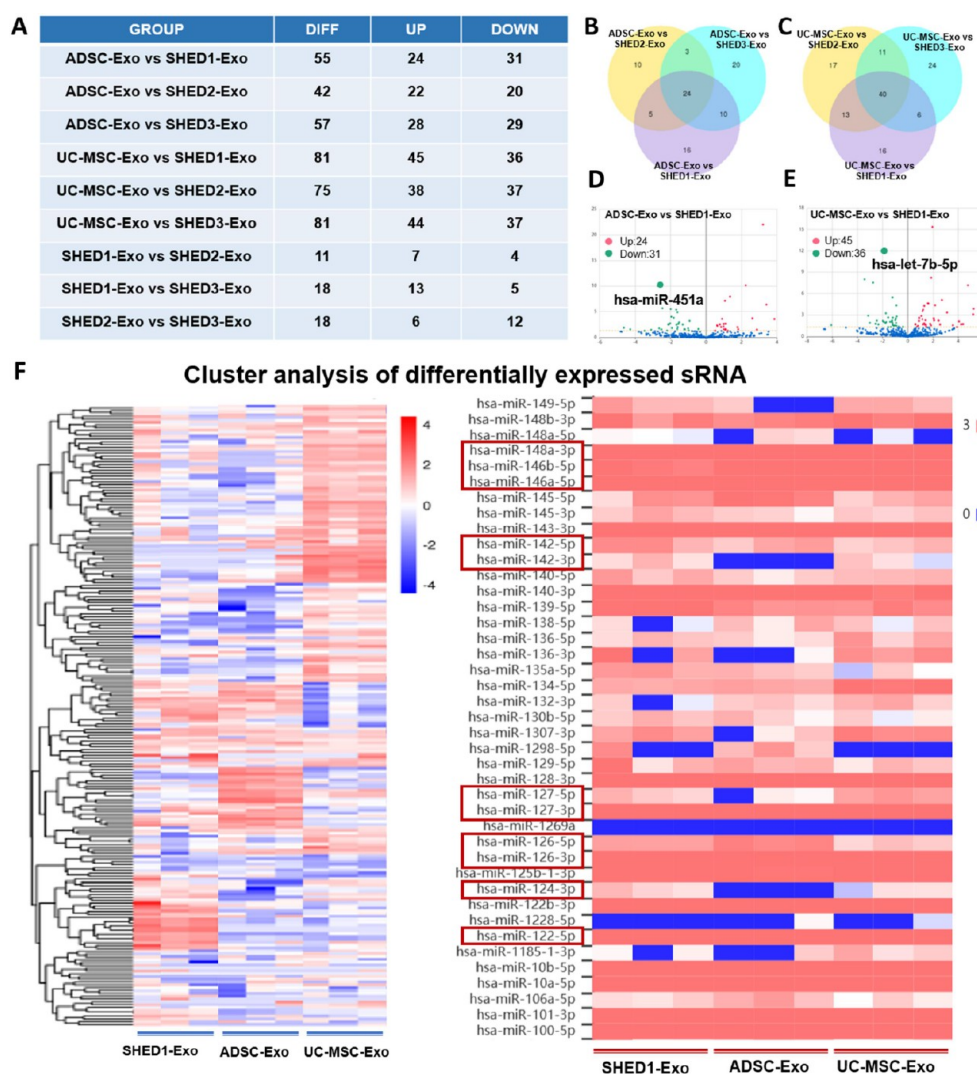 A
GROUP DIFF UP DOWN
ADSC-Exo vs SHED1-Exo 55 24 31
ADSC-Exo vs SHED2-Exo 42 22 20
ADSC-Exo vs SHED3-Exo 57 28 29
UC-MSC-Exo vs SHED1-Exo 81 45 36
UC-MSC-Exo vs SHED2-Exo 75 38 37
UC-MSC-Exo vs SHED3-Exo 81 44 37
SHED1-Exo vs SHED2-Exo 11 7 4
SHED1-Exo vs SHED3-Exo 18 13 5
SHED2-Exo vs SHED3-Exo 18 6 12
B
ADSC-Exo vs
SHED2-Exo
ADSC-Exo vs
SHED3-Exo
10 3 20
24
5 10
16
ADSC-Exo vs
SHED1-Exo
C
UC-MSC-Exo vs
SHED2-Exo
UC-MSC-Exo vs
SHED3-Exo
17 11 24
40
13 6
16
UC-MSC-Exo vs
SHED1-Exo
D
ADSC-Exo vs SHED1-Exo
Up:24
Down:31
hsa-miR-451a
E
UC-MSC-Exo vs SHED1-Exo
Up:45
Down:36
hsa-let-7b-5p
F
Cluster analysis of differentially expressed sRNA
4
2
0
-2
-4
SHED1-Exo ADSC-Exo UC-MSC-Exo
hsa-miR-149-5p
hsa-miR-148b-3p
hsa-miR-148a-5p
hsa-miR-148a-3p
hsa-miR-146b-5p
hsa-miR-146a-5p
hsa-miR-145-5p
hsa-miR-145-3p
hsa-miR-143-3p
hsa-miR-142-5p
hsa-miR-142-3p
hsa-miR-140-5p
hsa-miR-140-3p
hsa-miR-139-5p
hsa-miR-138-5p
hsa-miR-136-5p
hsa-miR-136-3p
hsa-miR-135a-5p
hsa-miR-134-5p
hsa-miR-132-3p
hsa-miR-130b-5p
hsa-miR-1307-3p
hsa-miR-1298-5p
hsa-miR-129-5p
hsa-miR-128-3p
hsa-miR-127-5p
hsa-miR-127-3p
hsa-miR-1269a
hsa-miR-126-5p
hsa-miR-126-3p
hsa-miR-125b-1-3p
hsa-miR-124-3p
hsa-miR-122b-3p
hsa-miR-1228-5p
hsa-miR-122-5p
hsa-miR-1185-1-3p
hsa-miR-10b-5p
hsa-miR-10a-5p
hsa-miR-106a-5p
hsa-miR-101-3p
hsa-miR-100-5p
3
0
SHED1-Exo ADSC-Exo UC-MSC-Exo